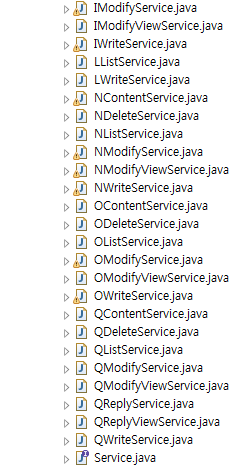 IModifyService.java
IModifyViewService.java
IWriteService.java
LListService.java
LWriteService.java
NContentService.java
NDeleteService.java
NListService.java
NModifyService.java
NModifyViewService.java
NWriteService.java
OContentService.java
ODeleteService.java
OListService.java
OModifyService.java
OModifyViewService.java
OWriteService.java
QContentService.java
QDeleteService.java
QListService.java
QModifyService.java
QModifyViewService.java
QReplyService.java
QReplyViewService.java
QWriteService.java
Service.java